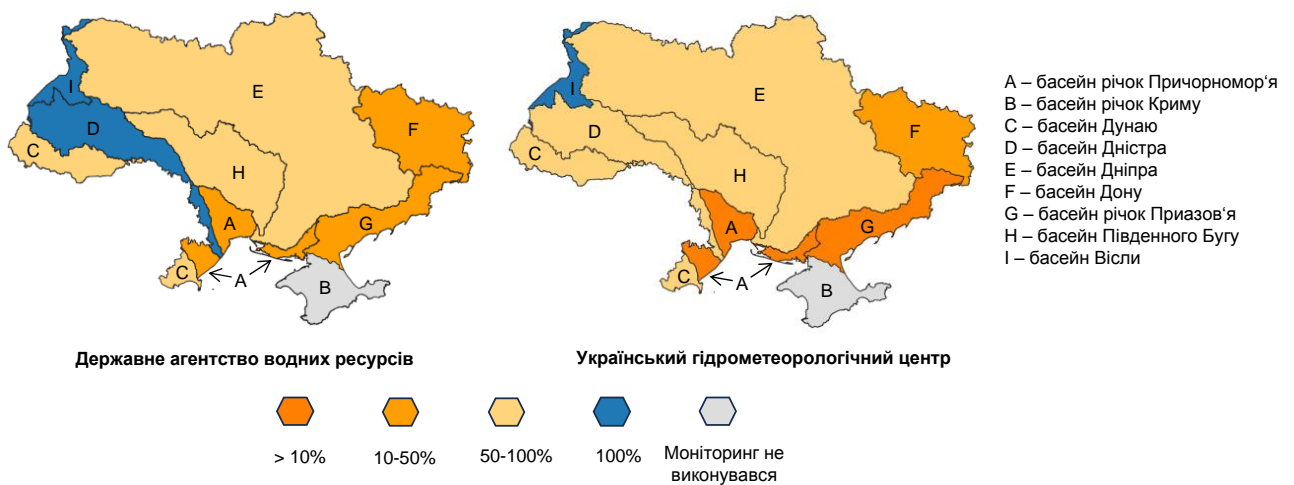 I
E
D
F
C
H
A
G
C
A
B
I
E
D
F
C
H
A
G
C
A
B
A – басейн річок Причорномор‘я
B – басейн річок Криму
C – басейн Дунаю
D – басейн Дністра
E – басейн Дніпра
F – басейн Дону
G – басейн річок Приазов‘я
H – басейн Південного Бугу
I – басейн Вісли
Державне агентство водних ресурсів
Український гідрометеорологічний центр
> 10%
10-50%
50-100%
100%
Моніторинг не
виконувався